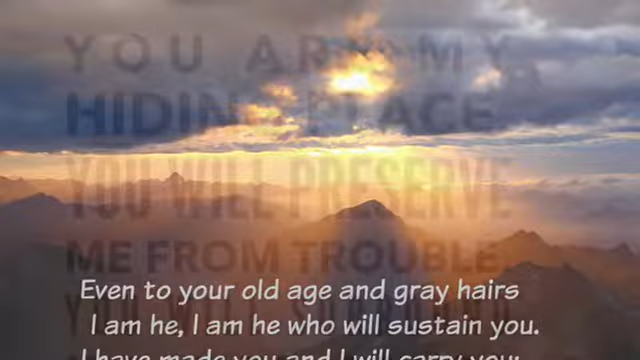 YOU ARE MY
HIDING PLACE
YOU WILL PRESERVE
ME FROM TROUBLE
Even to your old age and gray hairs
I am he, I am he who will sustain you.
I have made you and I will carry you;